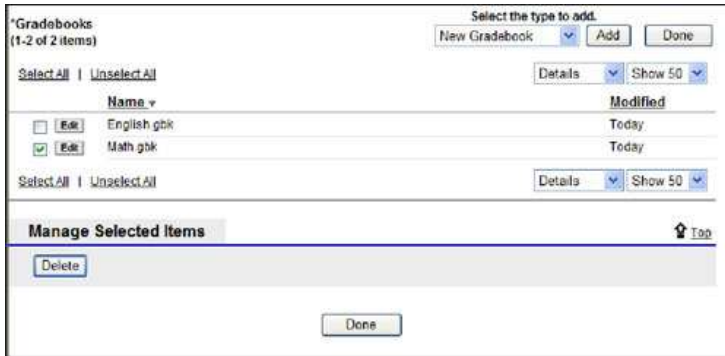 *Gradebooks
(1-2 of 2 items)
Select the type to add.
New Gradebook Add Done
Select All | Unselect All Details Show 50
Name Modified
Edit English.gbk Today
Edit Math.gbk Today
Select All | Unselect All Details Show 50
Manage Selected Items Top
Delete
Done